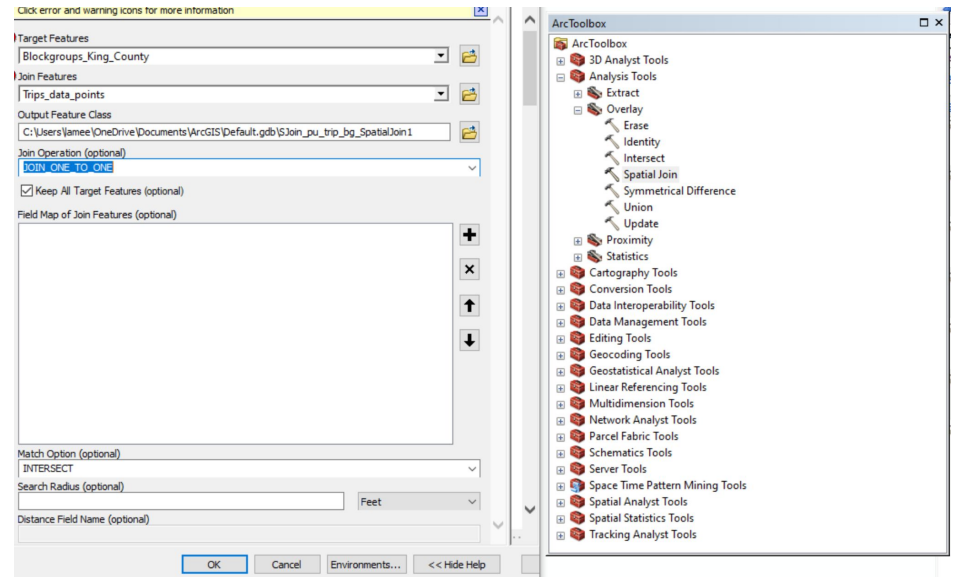 Click error and warning icons for more information
Target Features
Blockgroups_King_County
Join Features
Trips_data_points
Output Feature Class
C:\Users\lamee\OneDrive\Documents\ArcGIS\Default.gdb\SJoin_pu_trip_bg_SpatialJoin1
Join Operation (optional)
JOIN_ONE_TO_ONE
Keep All Target Features (optional)
Field Map of Join Features (optional)
Match Option (optional)
INTERSECT
Search Radius (optional)
Feet
Distance Field Name (optional)
OK
Cancel
Environments...
<< Hide Help
ArcToolbox
ArcToolbox
3D Analyst Tools
Analysis Tools
Extract
Overlay
Erase
Identity
Intersect
Spatial Join
Symmetrical Difference
Union
Update
Proximity
Statistics
Cartography Tools
Conversion Tools
Data Interoperability Tools
Data Management Tools
Editing Tools
Geocoding Tools
Geostatistical Analyst Tools
Linear Referencing Tools
Multidimension Tools
Network Analyst Tools
Parcel Fabric Tools
Schematics Tools
Server Tools
Space Time Pattern Mining Tools
Spatial Analyst Tools
Spatial Statistics Tools
Tracking Analyst Tools